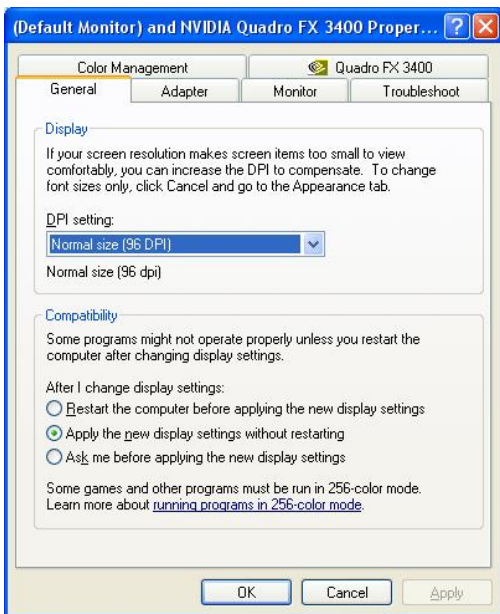 (Default Monitor) and NVIDIA Quadro FX 3400 Proper...
Color Management
Quadro FX 3400
General
Adapter
Monitor
Troubleshoot
Display
If your screen resolution makes screen items too small to view
comfortably, you can increase the DPI to compensate. To change
font sizes only, click Cancel and go to the Appearance tab.
DPI setting:
Normal size (96 DPI)
Normal size (96 dpi)
Compatibility
Some programs might not operate properly unless you restart the
computer after changing display settings.
After I change display settings:
Restart the computer before applying the new display settings
Apply the new display settings without restarting
Ask me before applying the new display settings
Some games and other programs must be run in 256-color mode.
Learn more about running programs in 256-color mode.
OK
Cancel
Apply